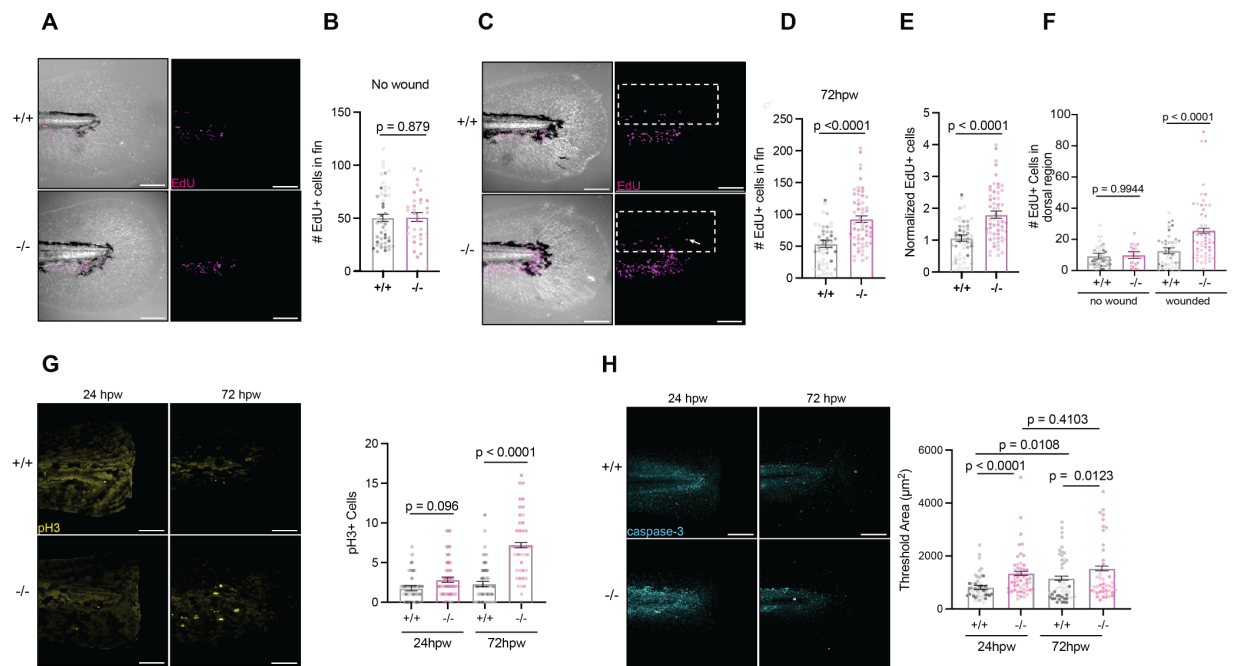 A
+/+
EdU
-/-
B
No wound
# EdU+ cells in fin
150
100
50
0
p = 0.879
+/+ -/-
C
+/+
EdU
-/-
D
72hpw
# EdU+ cells in fin
250
200
150
100
50
0
p <0.0001
+/+ -/-
E
Normalized EdU+ cells
5
4
3
2
1
0
p < 0.0001
+/+ -/-
F
# EdU+ Cells in
dorsal region
100
80
60
40
20
0
p = 0.9944
p <0.0001
+/+ -/- +/+ -/-
no wound wounded
G
24 hpw 72 hpw
+/+
pH3
-/-
pH3+ Cells
20
15
10
5
0
p = 0.096
p < 0.0001
+/+ -/- +/+ -/-
24hpw 72hpw
H
24 hpw 72 hpw
+/+
caspase-3
-/-
Threshold Area (μm²)
6000
4000
2000
0
p = 0.4103
p = 0.0108
p < 0.0001
p = 0.0123
+/+ -/- +/+ -/-
24hpw 72hpw